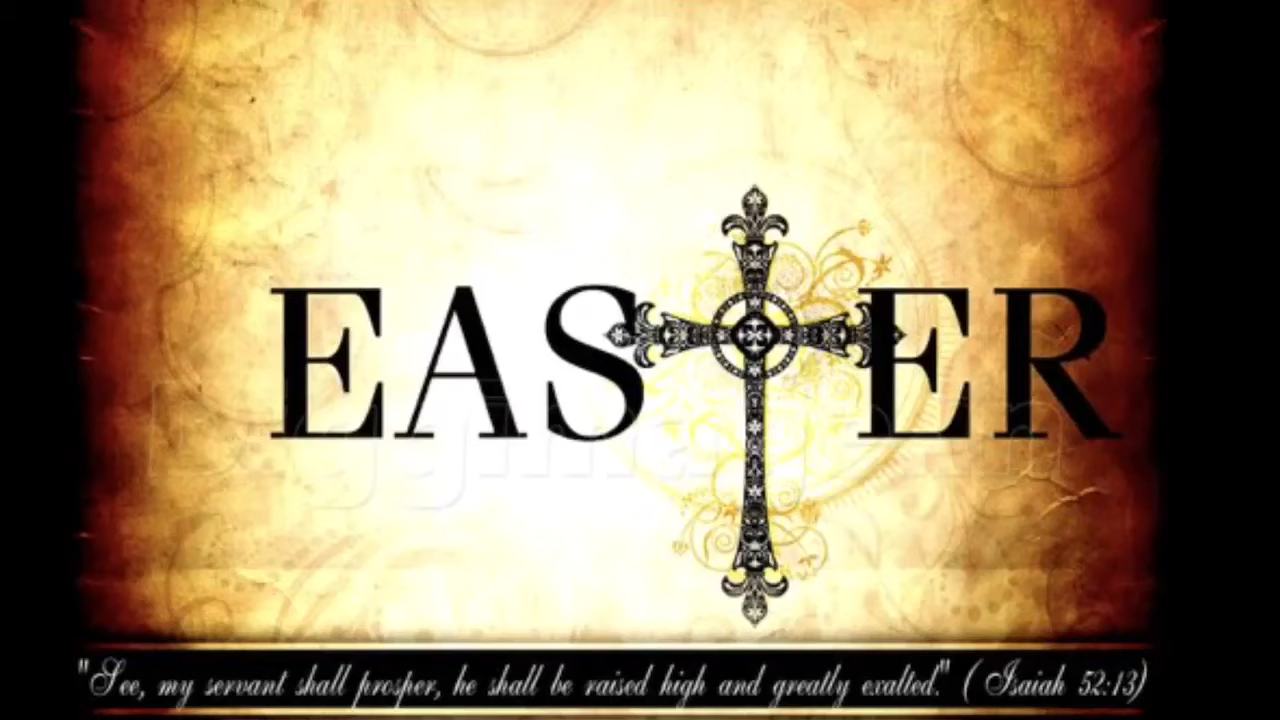 EASTER
"See, my servant shall prosper, he shall be raised high and greatly exalted." (Isaiah 52:13)